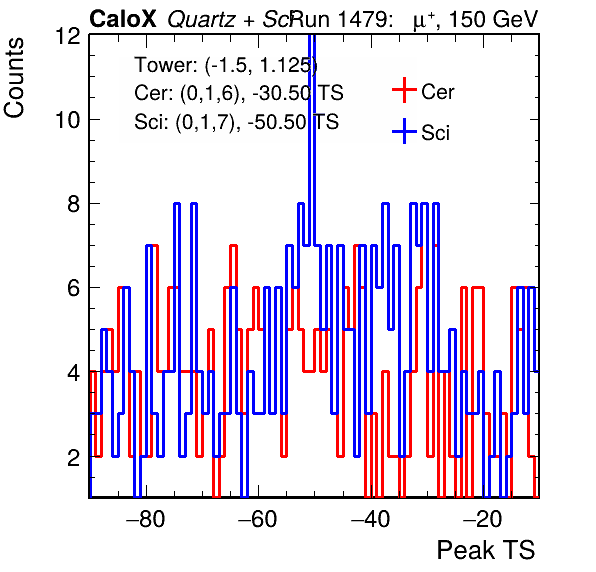 CaloX Quartz + Sci Run 1479: μ+, 150 GeV
Counts
12
10
8
6
4
2
Tower: (-1.5, 1.125)
Cer: (0,1,6), -30.50 TS
Sci: (0,1,7), -50.50 TS
Cer
Sci
−80 −60 −40 −20
Peak TS